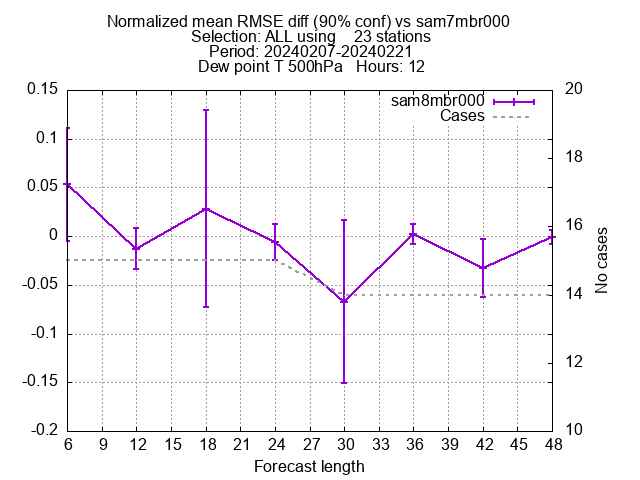 Normalized mean RMSE diff (90% conf) vs sam7mbr000
Selection: ALL using    23 stations
Period: 20240207-20240221
Dew point T 500hPa   Hours: 12
sam8mbr000
Cases
0.15
0.1
0.05
0
-0.05
-0.1
-0.15
-0.2
20
18
16
14
12
10
No cases
6 9 12 15 18 21 24 27 30 33 36 39 42 45 48
Forecast length